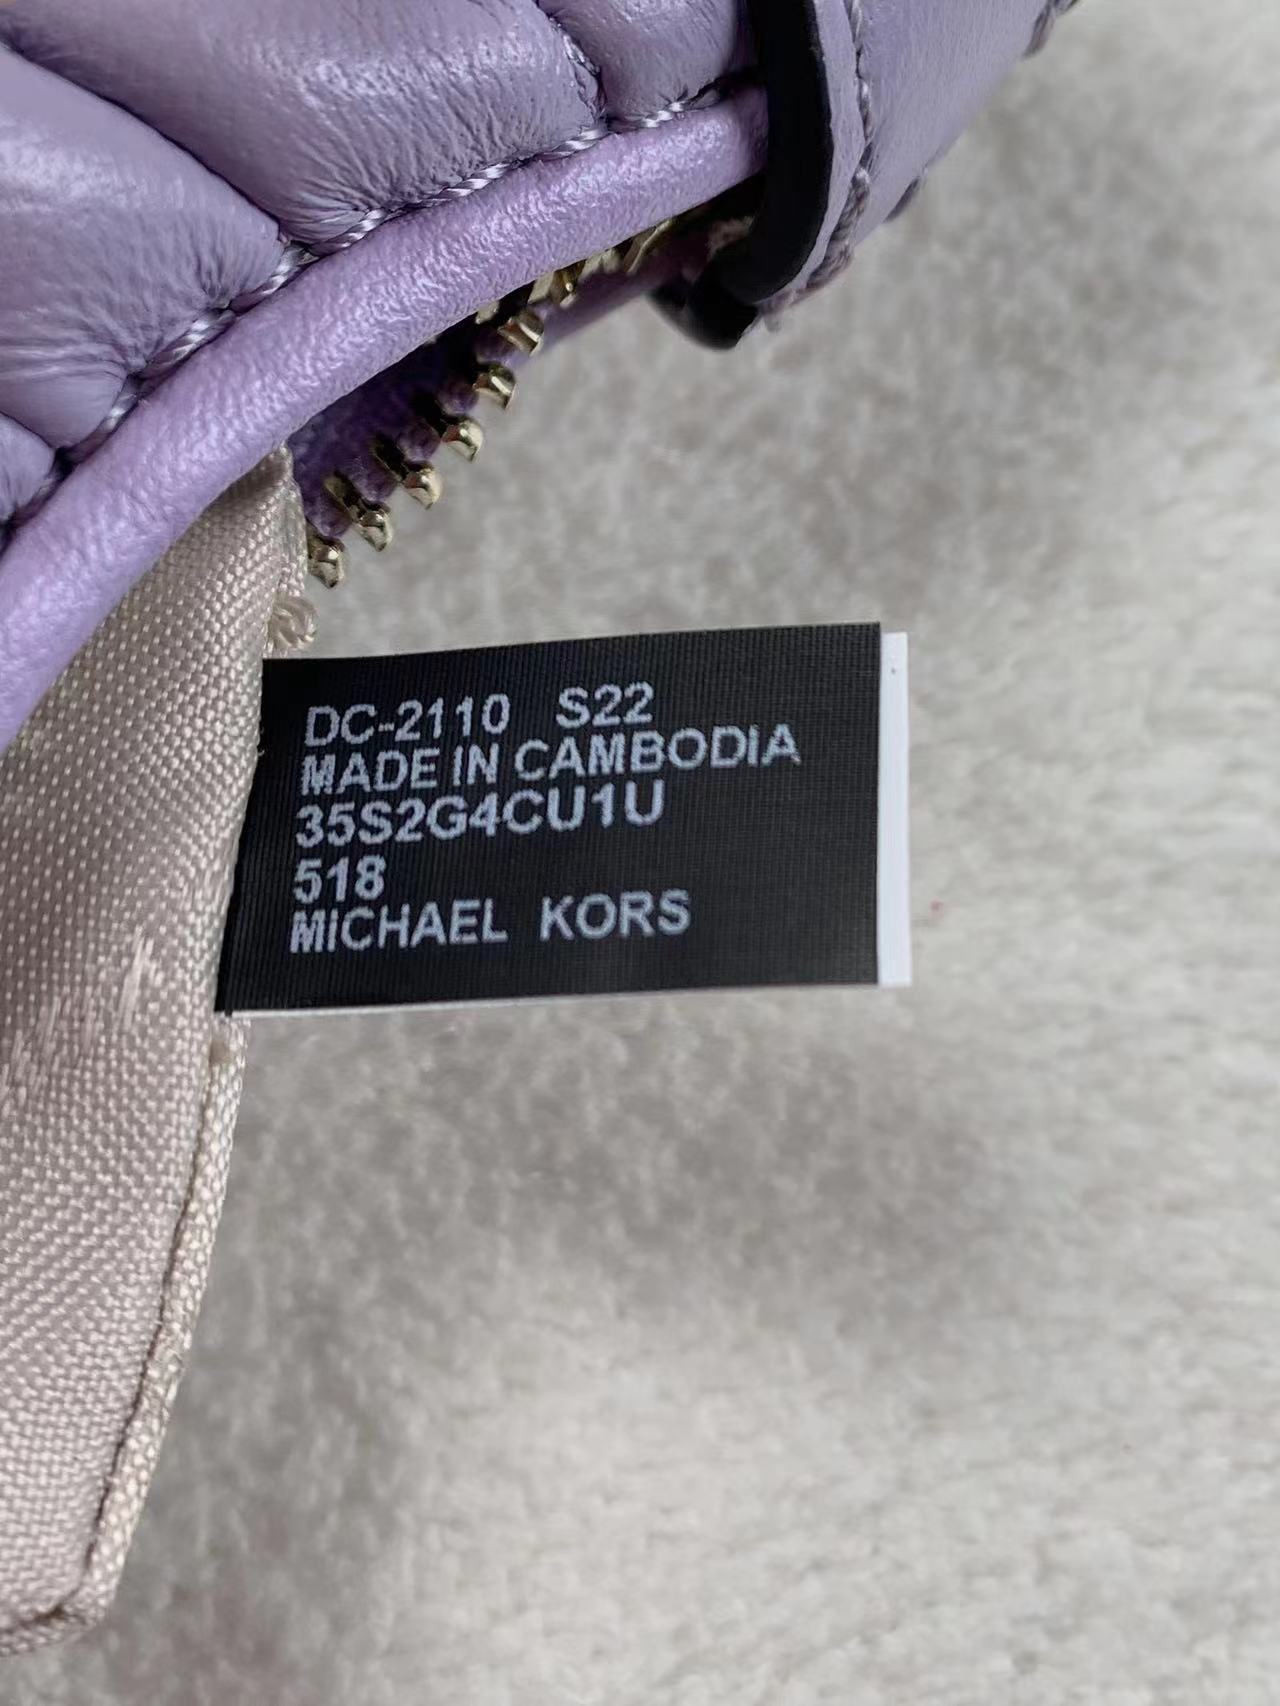 DC-2110 S22
MADE IN CAMBODIA
35S2G4CU1U
518
MICHAEL KORS